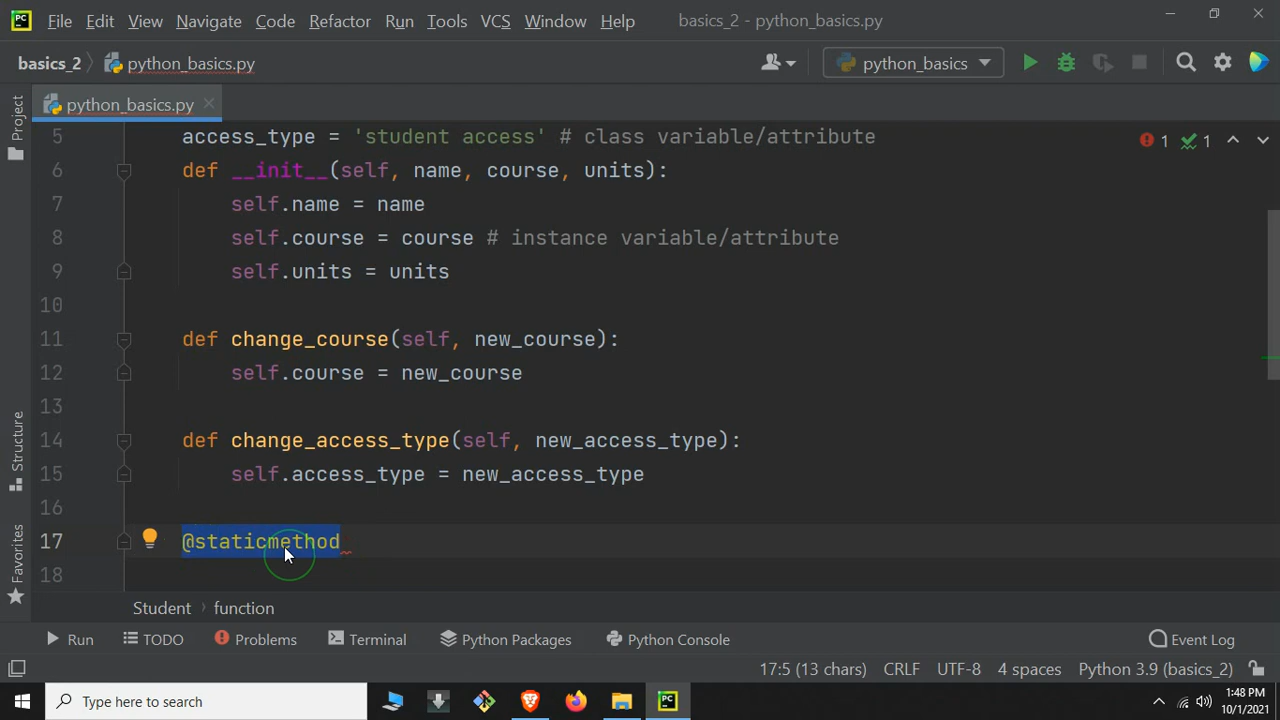 PC File Edit View Navigate Code Refactor Run Tools VCS Window Help basics_2 - python_basics.py
basics_2 python_basics.py python_basics
python_basics.py
Project
Structure
Favorites
5 access_type = 'student access' # class variable/attribute 1 1
6 def __init__(self, name, course, units):
7 self.name = name
8 self.course = course # instance variable/attribute
9 self.units = units
10
11 def change_course(self, new_course):
12 self.course = new_course
13
14 def change_access_type(self, new_access_type):
15 self.access_type = new_access_type
16
17 @staticmethod
18
Student › function
Run TODO Problems Terminal Python Packages Python Console Event Log
17:5 (13 chars) CRLF UTF-8 4 spaces Python 3.9 (basics_2)
Type here to search PC 1:48 PM
10/1/2021